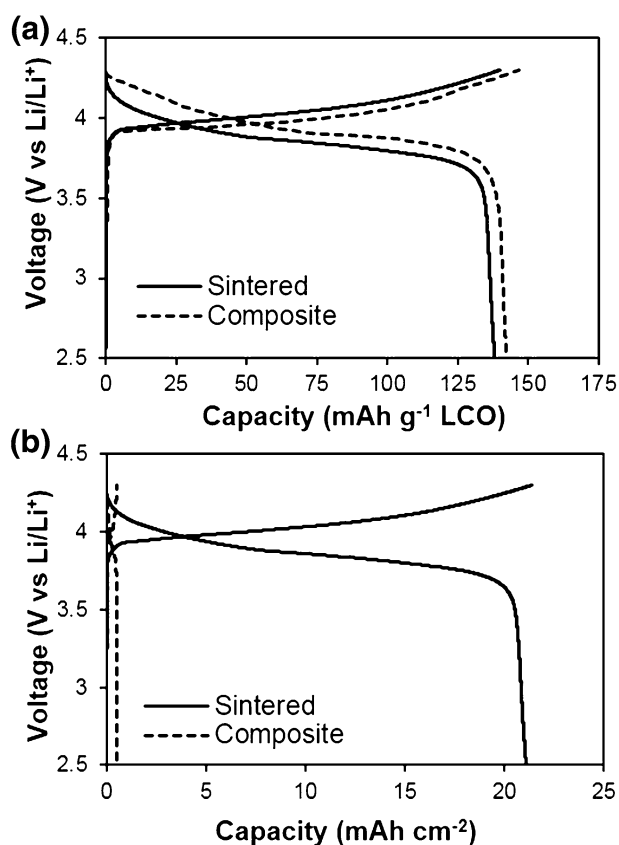 (a)
4.5
4
3.5
3
2.5
Voltage (V vs Li/Li⁺)
Sintered
Composite
0 25 50 75 100 125 150 175
Capacity (mAh g⁻¹ LCO)
(b)
4.5
4
3.5
3
2.5
Voltage (V vs Li/Li⁺)
Sintered
Composite
0 5 10 15 20 25
Capacity (mAh cm⁻²)